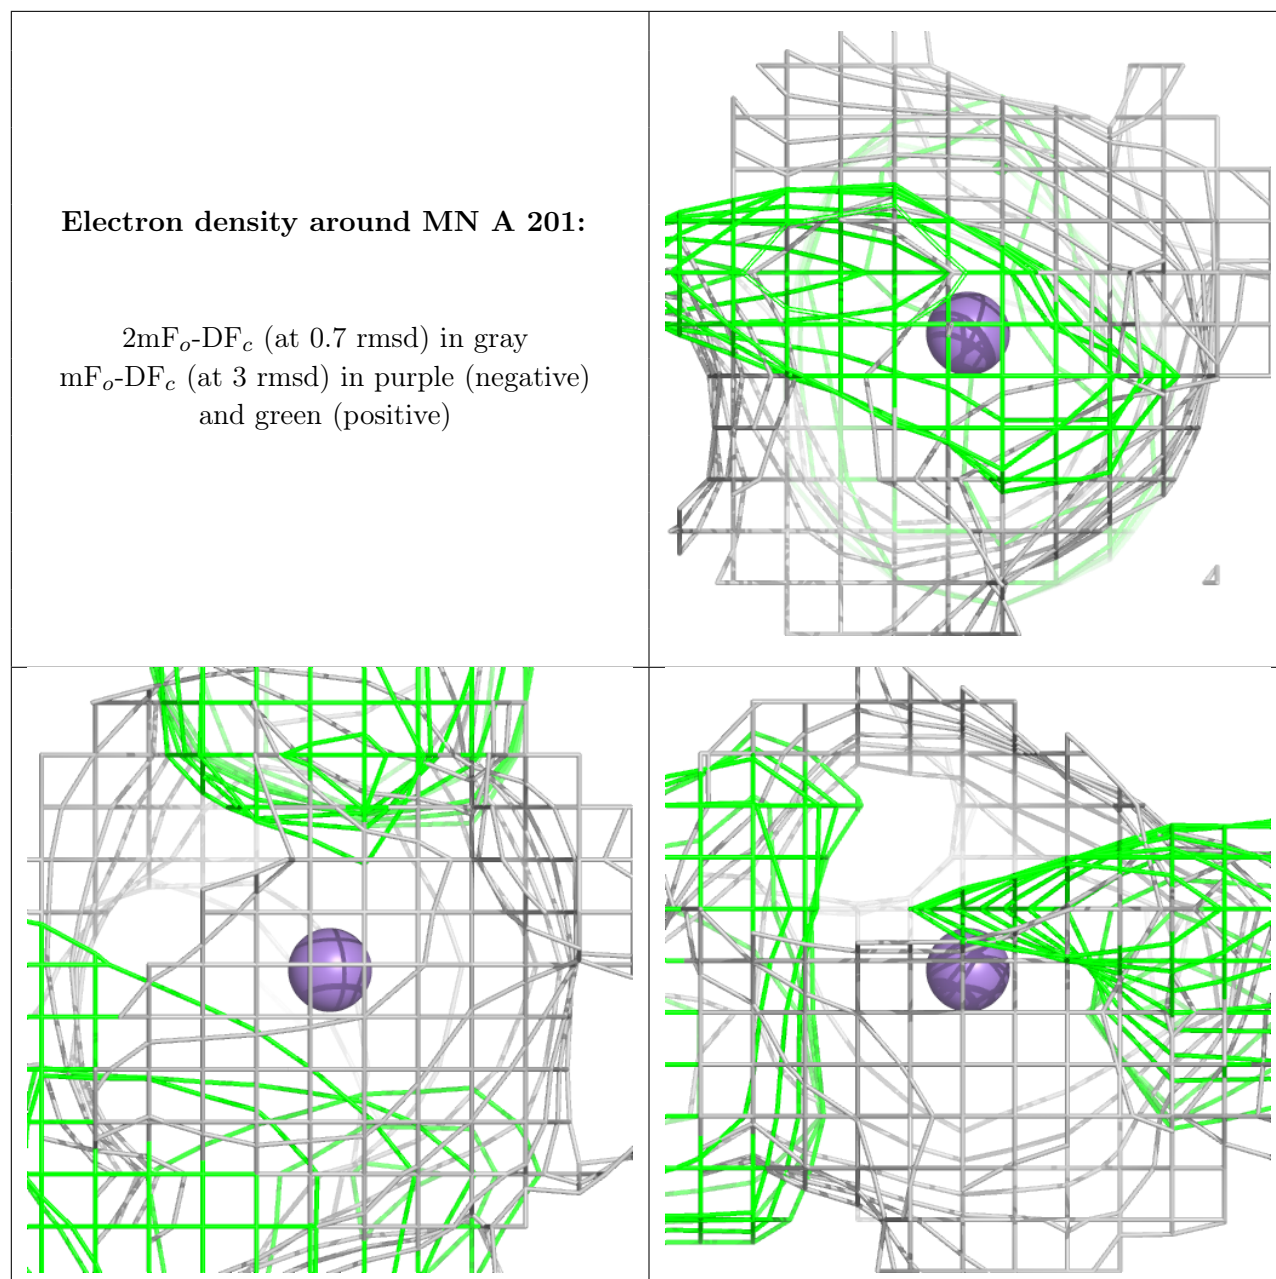 Electron density around MN A 201:
2mFo-DFc (at 0.7 rmsd) in gray
mFo-DFc (at 3 rmsd) in purple (negative)
and green (positive)